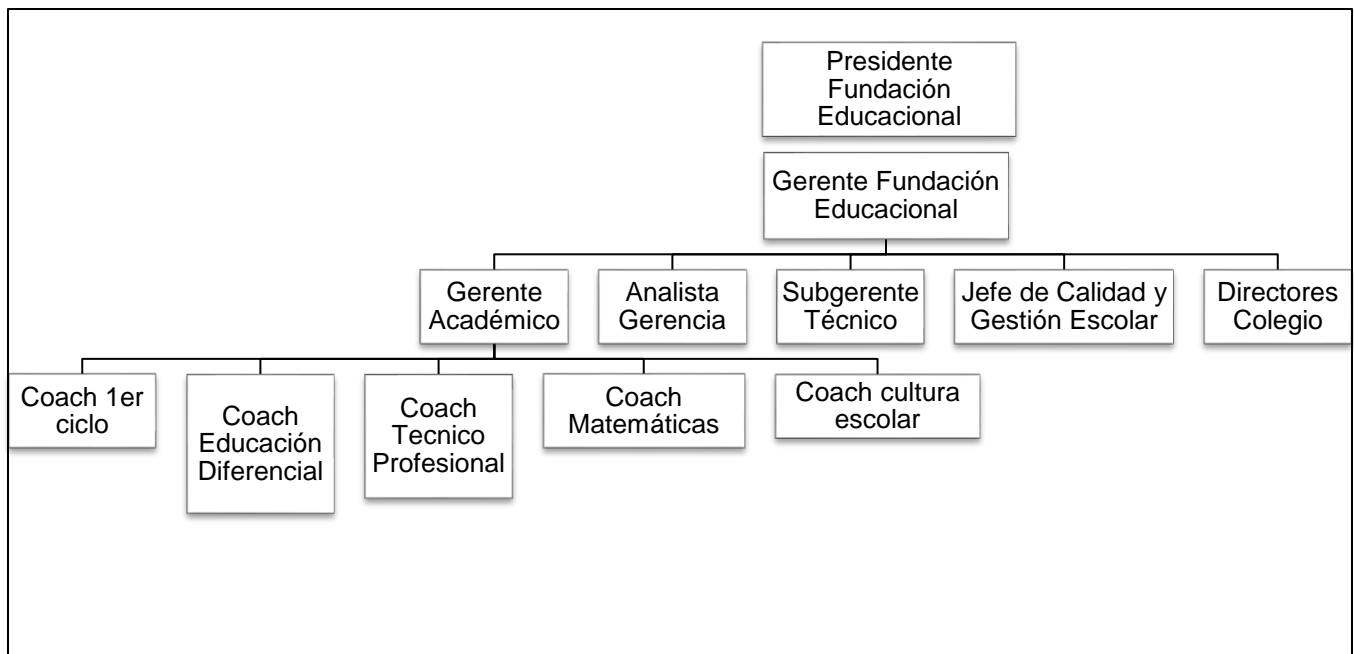 Presidente
Fundación
Educacional
Gerente Fundación
Educacional
Gerente
Académico
Analista
Gerencia
Subgerente
Técnico
Jefe de Calidad y
Gestión Escolar
Directores
Colegio
Coach 1er
ciclo
Coach
Educación
Diferencial
Coach
Tecnico
Profesional
Coach
Matemáticas
Coach cultura
escolar